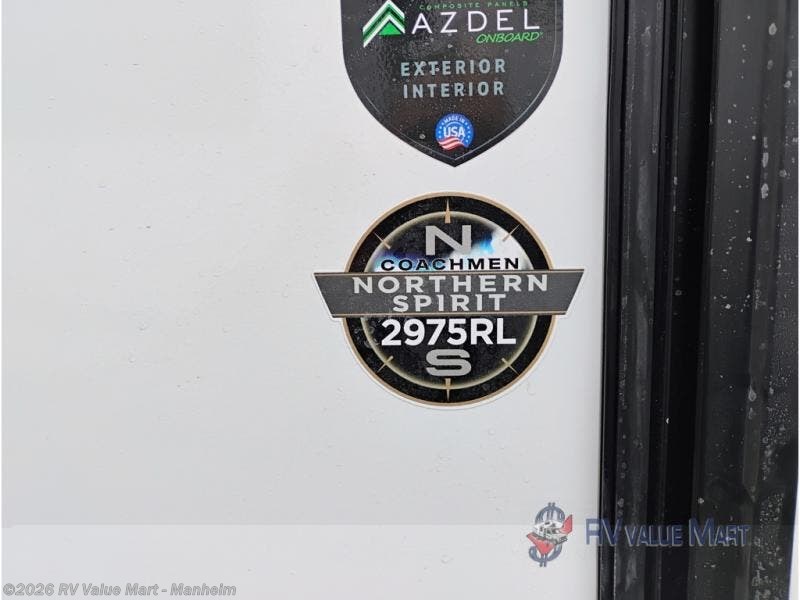 COMPOSITE PANELS
AZDEL
ONBOARD
EXTERIOR
INTERIOR
MADE IN
USA
N
COACHMEN
NORTHERN
SPIRIT
2975RL
S
RV VALUE MART
©2026 RV Value Mart - Manheim